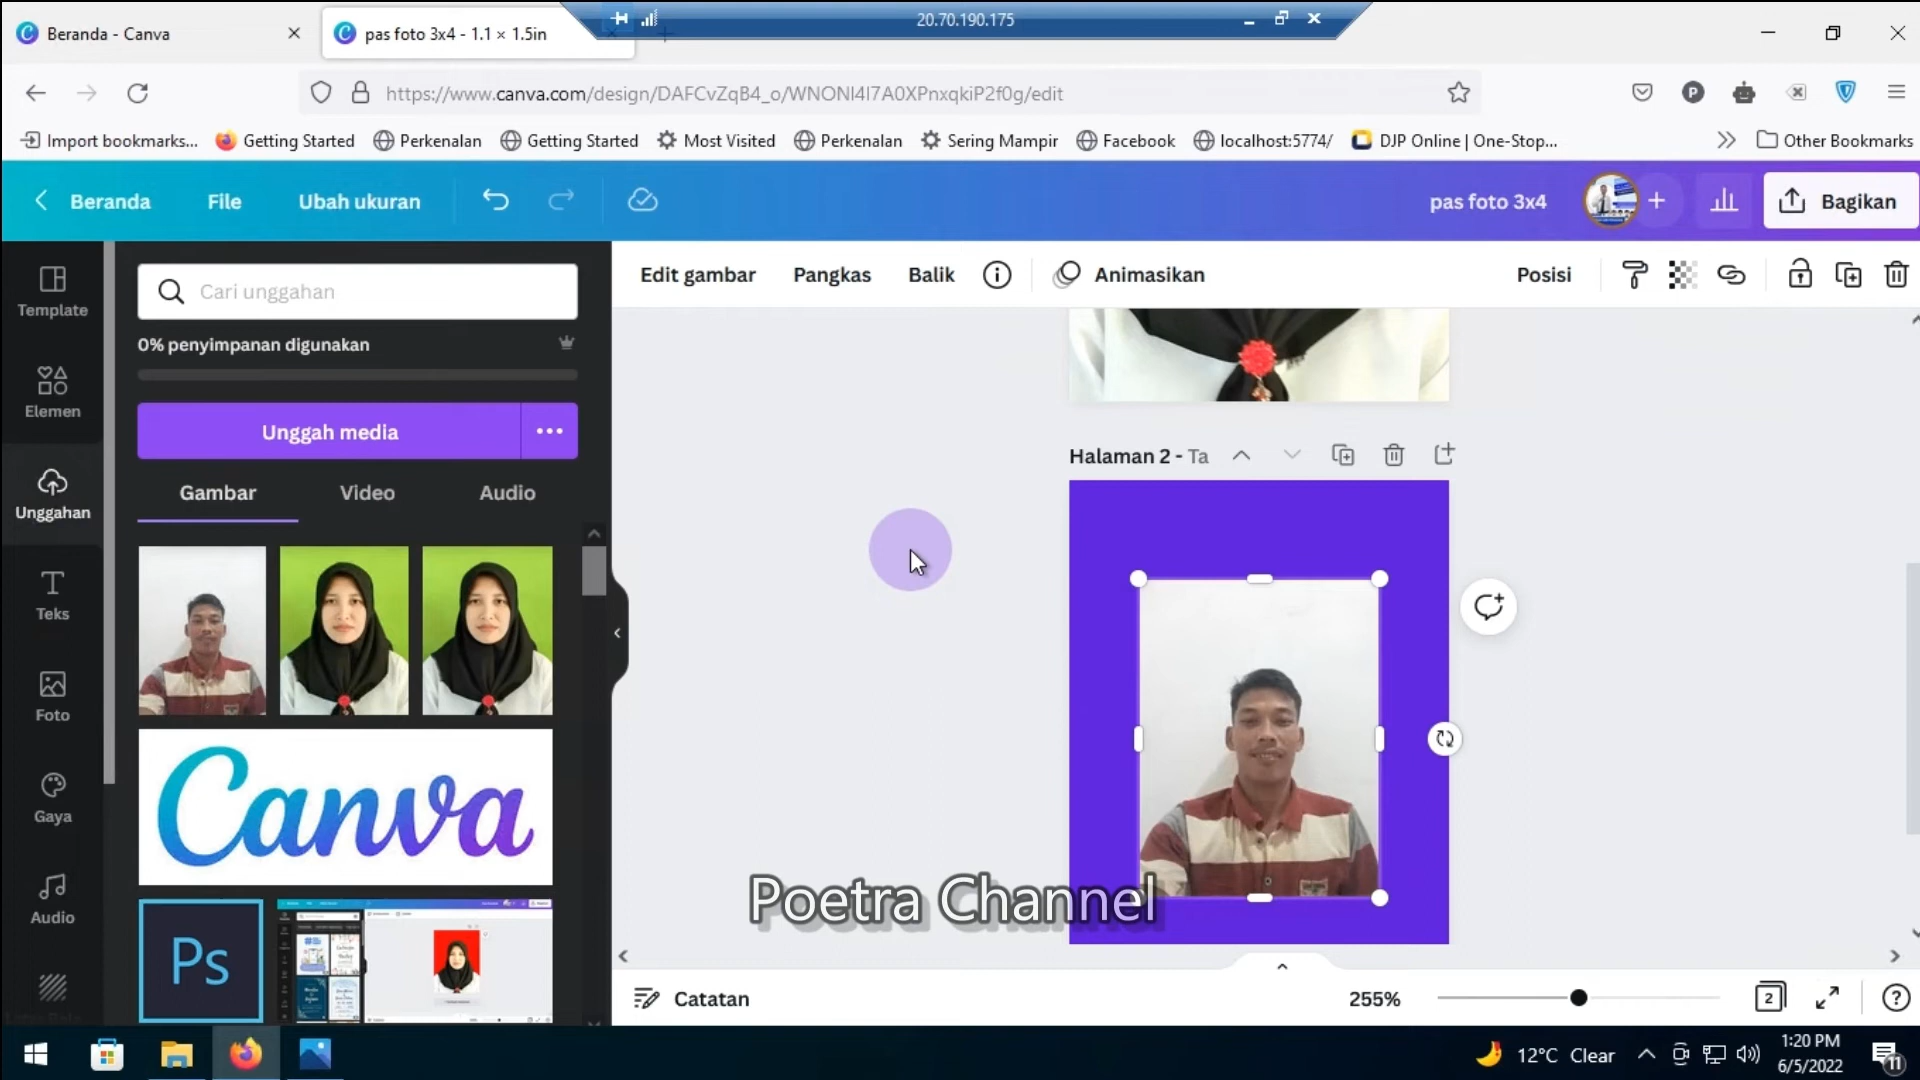 20.70.190.175
Beranda - Canva
pas foto 3x4 - 1.1 × 1.5in
https://www.canva.com/design/DAFCvZqB4_o/WNONI4I7A0XPnxqkiP2f0g/edit
Import bookmarks...
Getting Started
Perkenalan
Getting Started
Most Visited
Perkenalan
Sering Mampir
Facebook
localhost:5774/
DJP Online | One-Stop...
Other Bookmarks
Beranda
File
Ubah ukuran
pas foto 3x4
Bagikan
Template
Elemen
Unggahan
Teks
Foto
Gaya
Audio
Cari unggahan
0% penyimpanan digunakan
Unggah media
Gambar
Video
Audio
Canva
Ps
Edit gambar
Pangkas
Balik
Animasikan
Posisi
Halaman 2 - Ta
Poetra Channel
Catatan
255%
2
12°C Clear
1:20 PM
6/5/2022
11